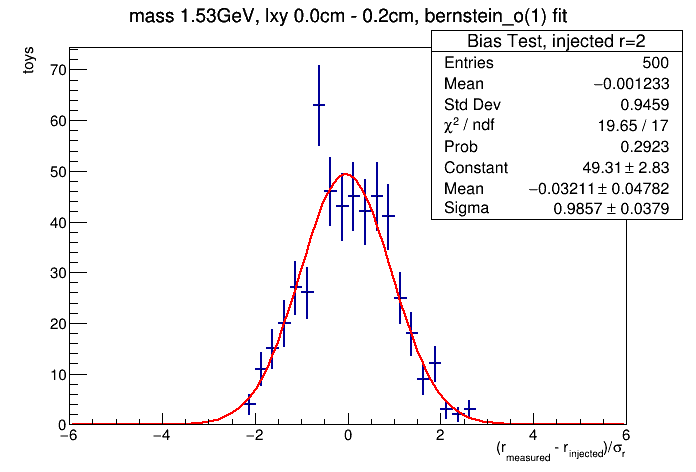 mass 1.53GeV, lxy 0.0cm - 0.2cm, bernstein_o(1) fit
Bias Test, injected r=2
Entries 500
Mean −0.001233
Std Dev 0.9459
χ² / ndf 19.65 / 17
Prob 0.2923
Constant 49.31 ± 2.83
Mean −0.03211 ± 0.04782
Sigma 0.9857 ± 0.0379
toys
70
60
50
40
30
20
10
0
−6 −4 −2 0 2 4 6
(r_measured - r_injected)/σ_r